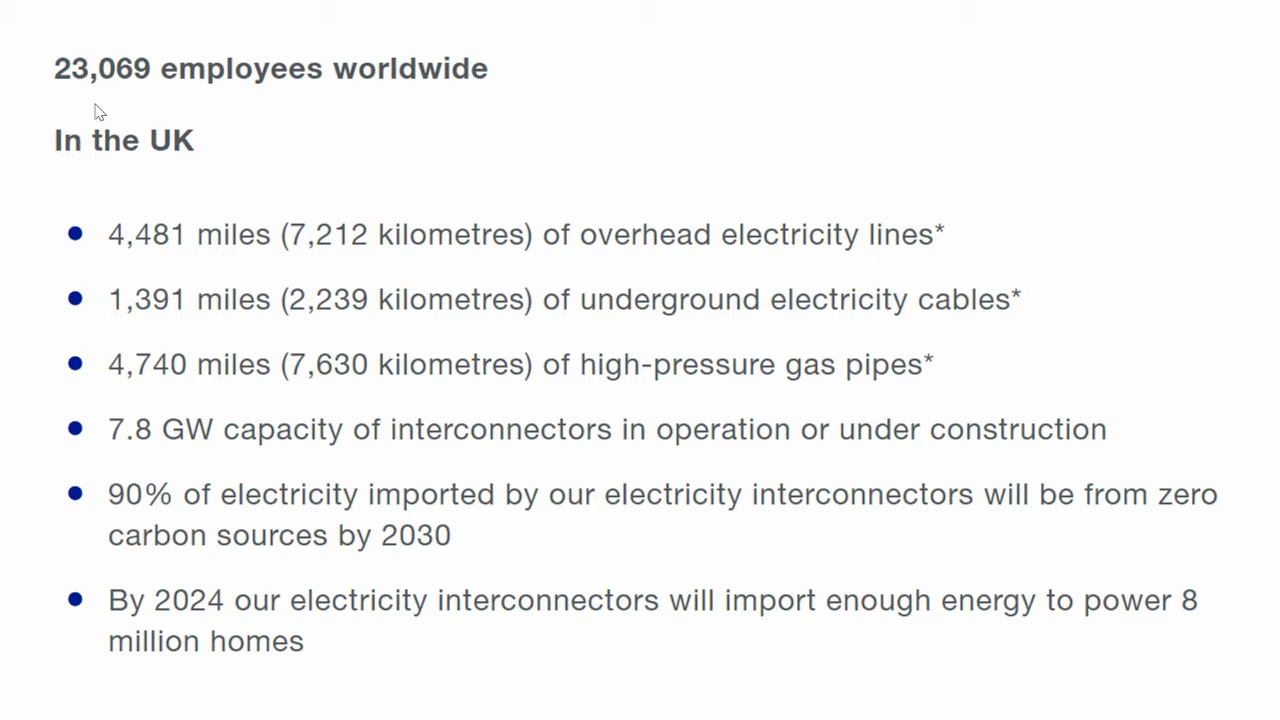 23,069 employees worldwide
In the UK
4,481 miles (7,212 kilometres) of overhead electricity lines*
1,391 miles (2,239 kilometres) of underground electricity cables*
4,740 miles (7,630 kilometres) of high-pressure gas pipes*
7.8 GW capacity of interconnectors in operation or under construction
90% of electricity imported by our electricity interconnectors will be from zero
carbon sources by 2030
By 2024 our electricity interconnectors will import enough energy to power 8
million homes